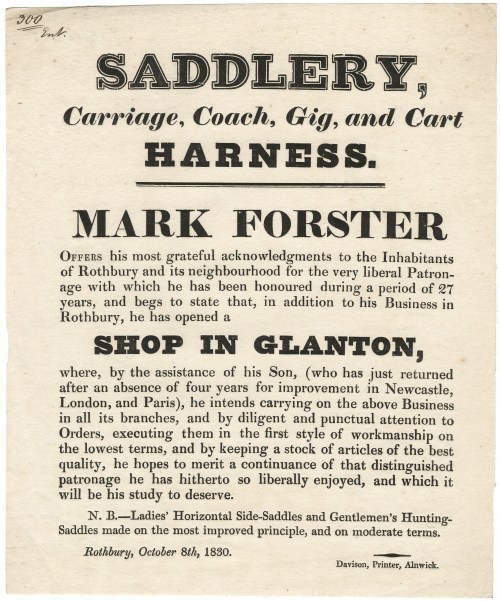 300
Ent.
SADDLERY,
Carriage, Coach, Gig, and Cart
HARNESS.
MARK FORSTER
OFFERS his most grateful acknowledgments to the Inhabitants
of Rothbury and its neighbourhood for the very liberal Patron-
age with which he has been honoured during a period of 27
years, and begs to state that, in addition to his Business in
Rothbury, he has opened a
SHOP IN GLANTON,
where, by the assistance of his Son, (who has just returned
after an absence of four years for improvement in Newcastle,
London, and Paris), he intends carrying on the above Business
in all its branches, and by diligent and punctual attention to
Orders, executing them in the first style of workmanship on
the lowest terms, and by keeping a stock of articles of the best
quality, he hopes to merit a continuance of that distinguished
patronage he has hitherto so liberally enjoyed, and which it
will be his study to deserve.
N. B.—Ladies' Horizontal Side-Saddles and Gentlemen's Hunting-
Saddles made on the most improved principle, and on moderate terms.
Rothbury, October 8th, 1830.
Davison, Printer, Alnwick.